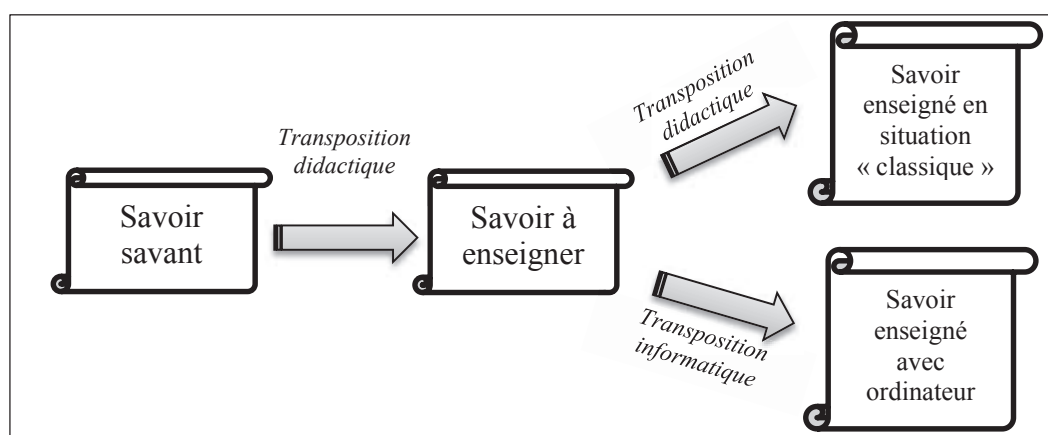 Savoir
savant
Transposition
didactique
Savoir à
enseigner
Transposition
didactique
Savoir
enseigné en
situation
« classique »
Transposition
informatique
Savoir
enseigné
avec
ordinateur